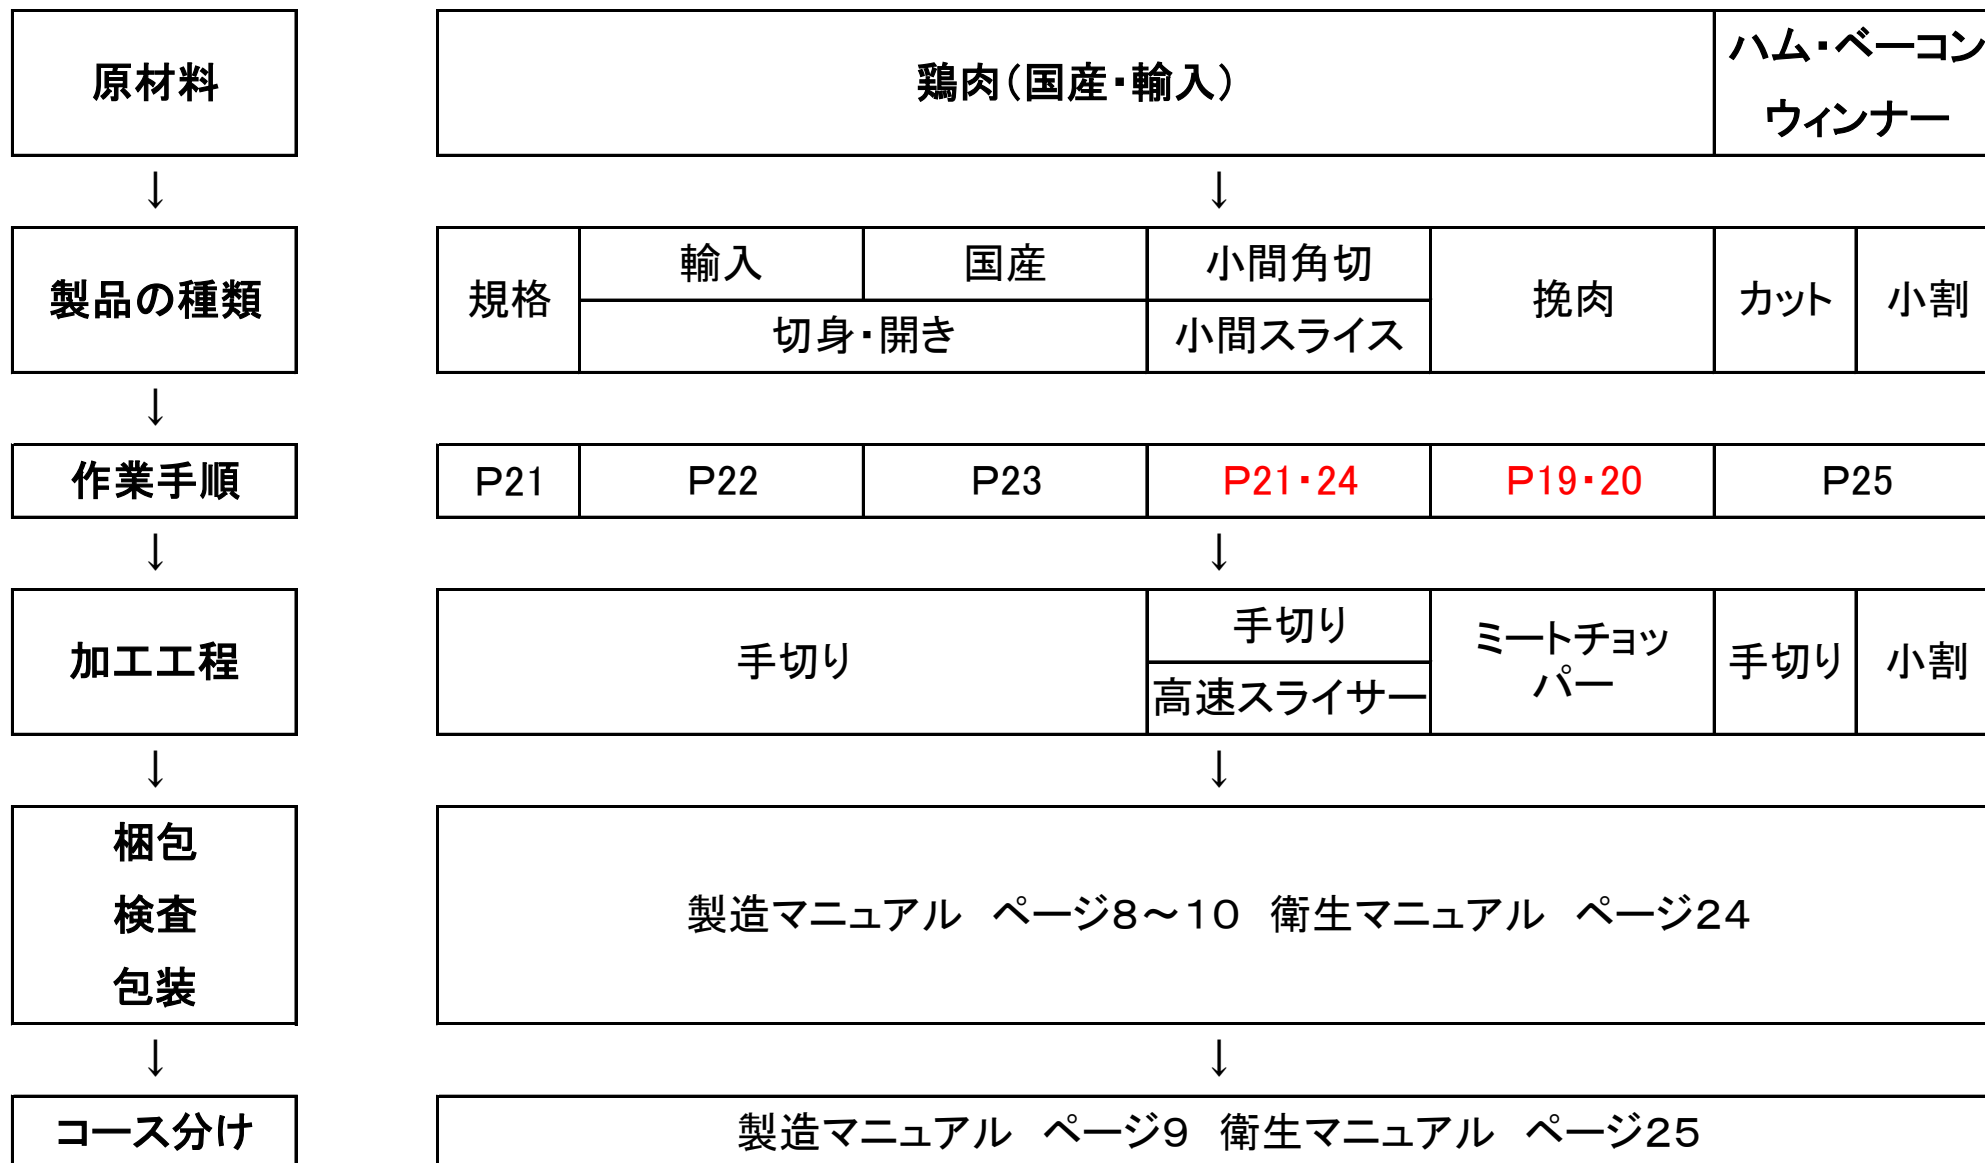 原材料
鶏肉(国産・輸入)
ハム・ベーコン
ウィンナー
↓ ↓
製品の種類
規格
輸入
国産
切身・開き
小間角切
小間スライス
挽肉
カット
小割
↓
作業手順
P21
P22
P23
P21・24
P19・20
P25
↓ ↓
加工工程
手切り
手切り
高速スライサー
ミートチョッ
パー
手切り
小割
↓ ↓
梱包
検査
包装
製造マニュアル ページ8~10 衛生マニュアル ページ24
↓ ↓
コース分け
製造マニュアル ページ9 衛生マニュアル ページ25